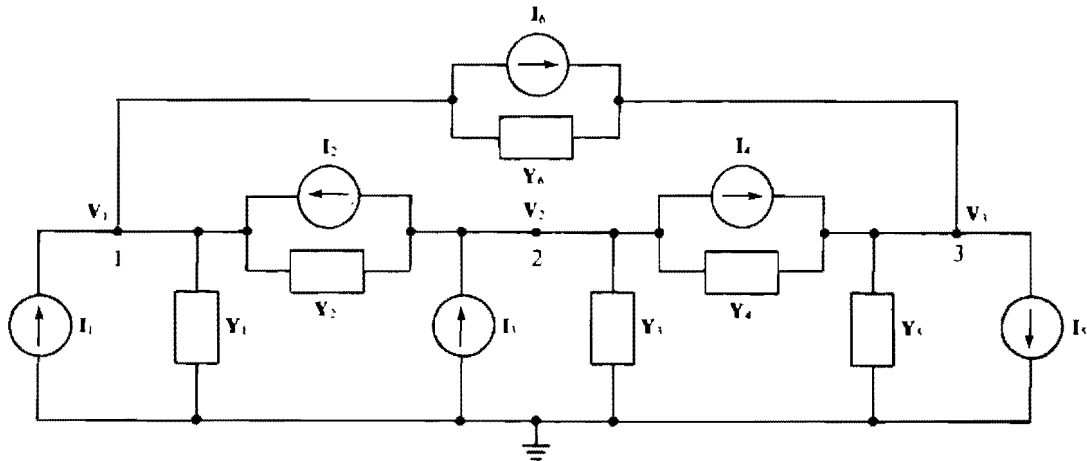 I₆
Y₆
I₂
I₄
V₁
V₂
V₃
1
2
3
Y₂
Y₄
I₁
Y₁
I₃
Y₃
Y₅
I₅